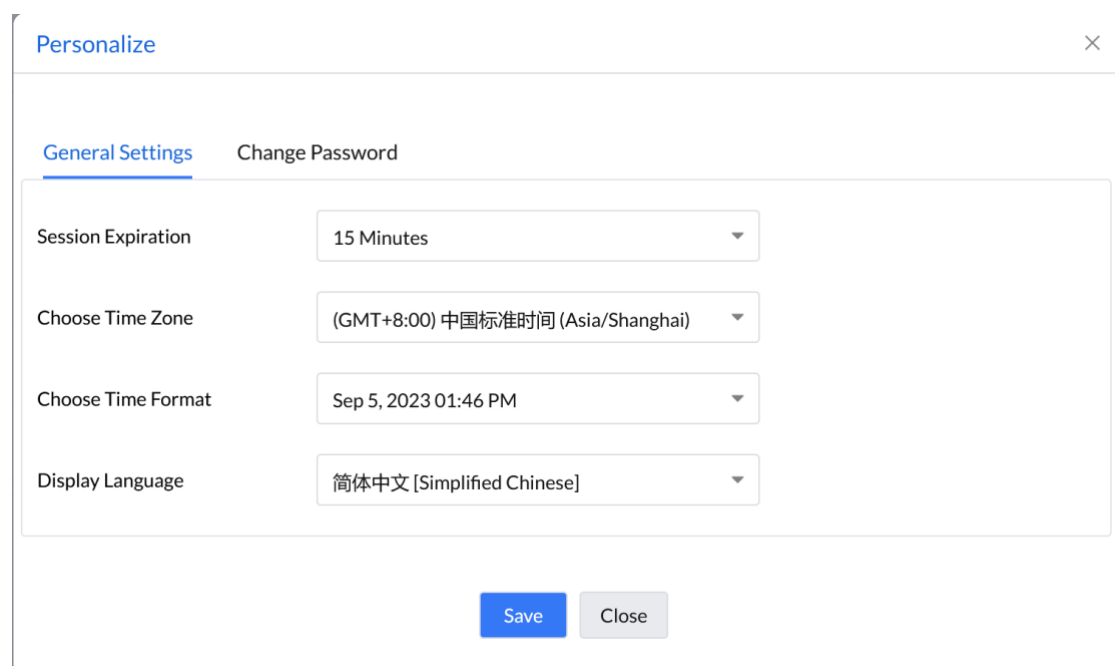 Personalize
General Settings Change Password
Session Expiration 15 Minutes
Choose Time Zone (GMT+8:00) 中国标准时间 (Asia/Shanghai)
Choose Time Format Sep 5, 2023 01:46 PM
Display Language 简体中文 [Simplified Chinese]
Save Close